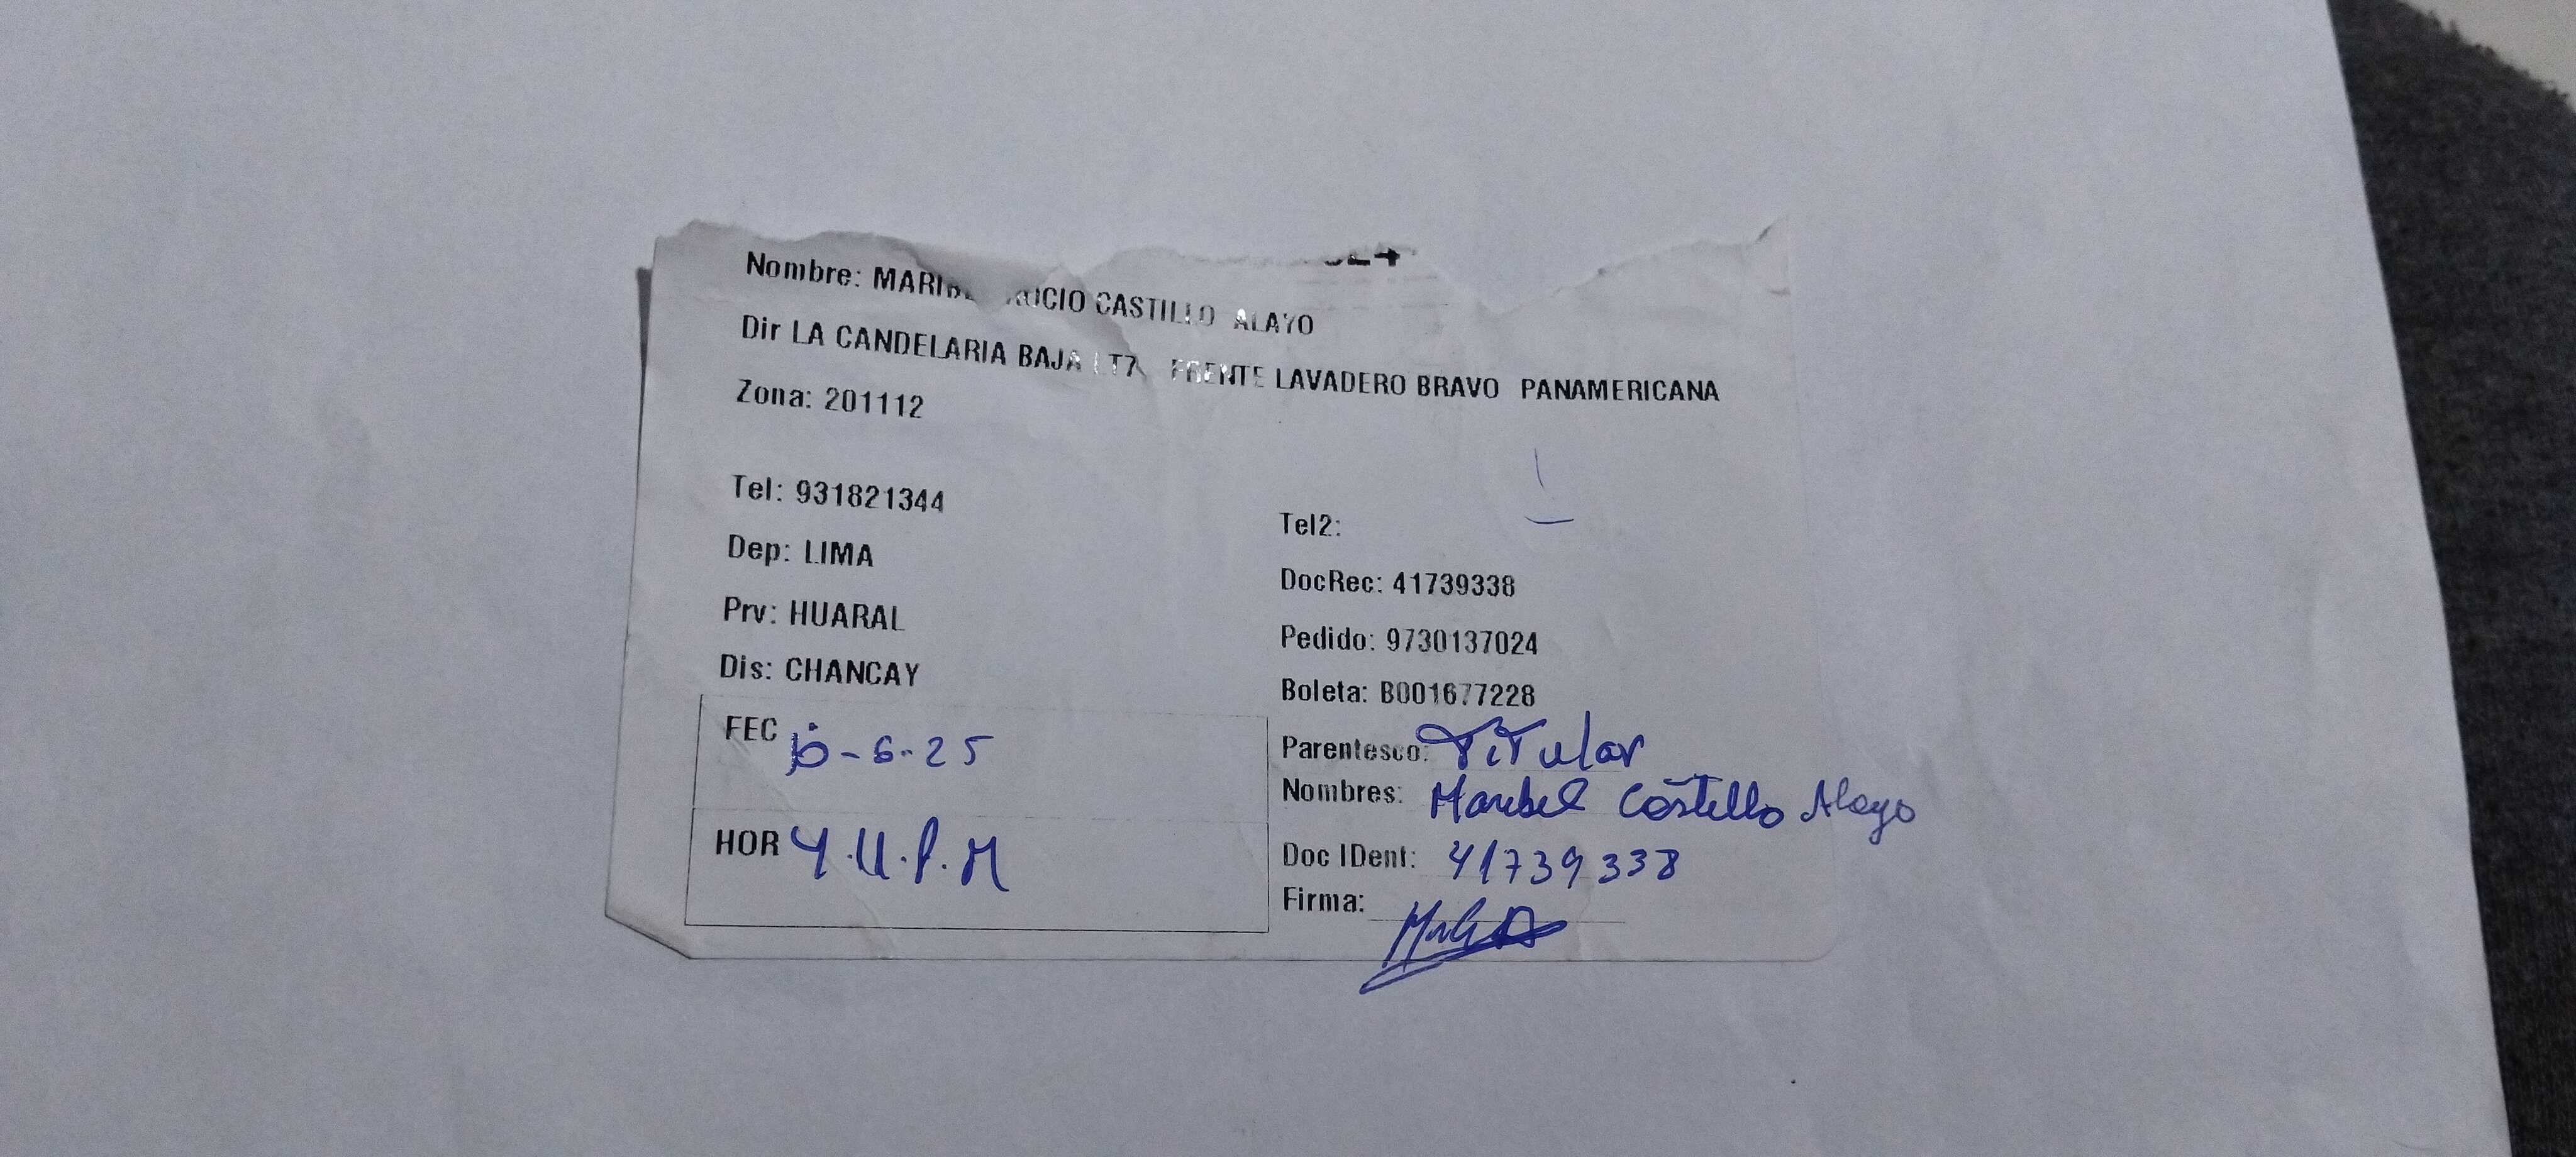 Nombre: CASTILLO ALAYO
Dir LA CANDELARIA BAJA LT7 FRENTE LAVADERO BRAVO PANAMERICANA
Zona: 201112
Tel: 931821344
Tel2:
Dep: LIMA
DocRec: 41739338
Prv: HUARAL
Pedido: 9730137024
Dis: CHANCAY
Boleta: B001677228
FEC -6-25
Parentesco: Titular
Nombres: Maribel Castillo Alayo
HOR P.M
Doc IDent: 41739338
Firma: